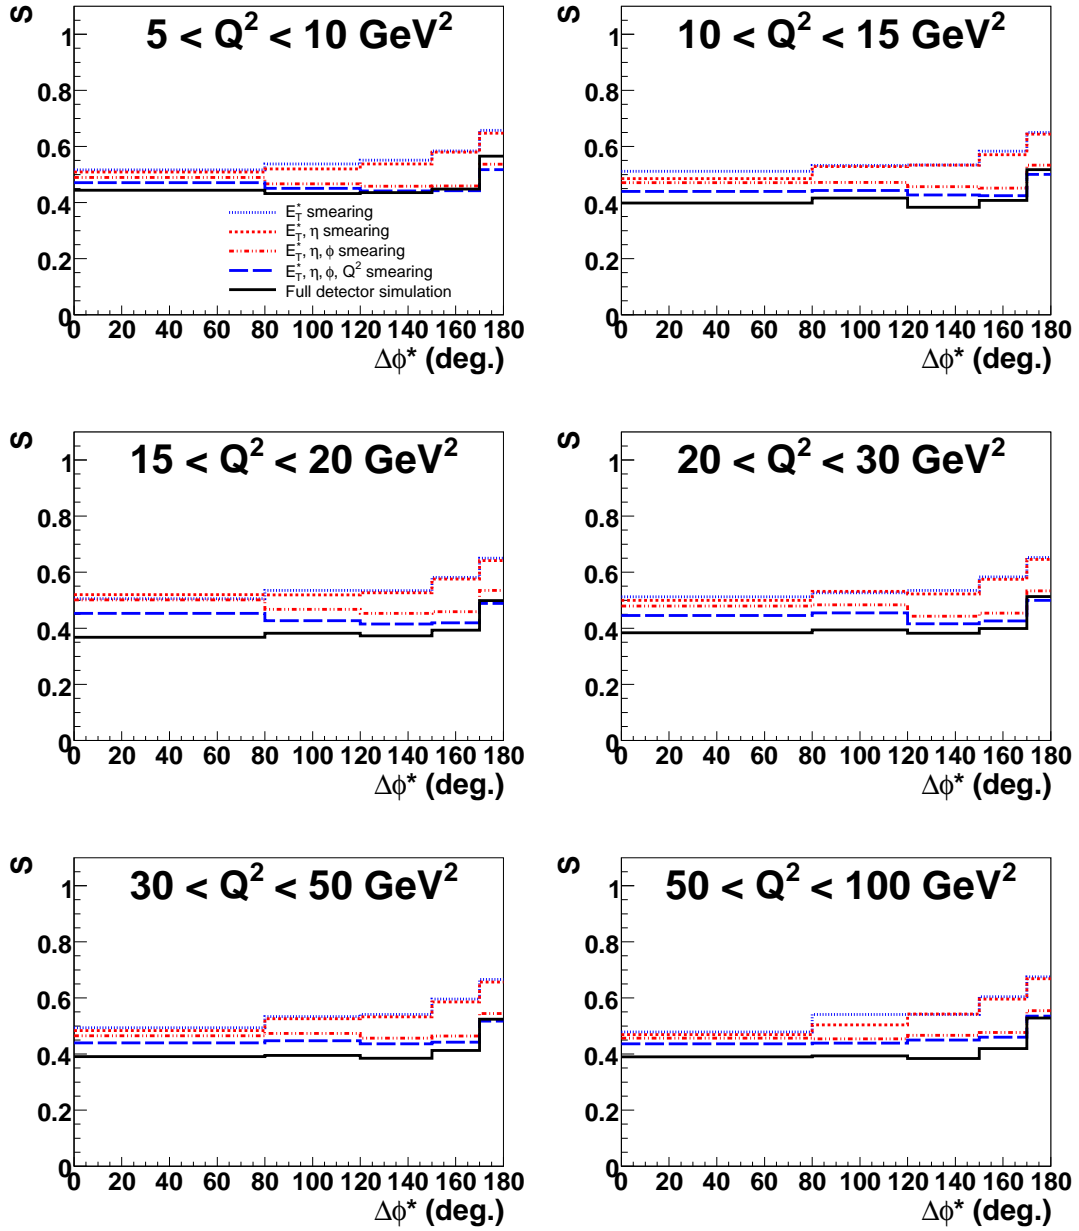 S
5 < Q² < 10 GeV²
1
0.8
0.6
0.4
0.2
0
E*T smearing
E*T, η smearing
E*T, η, ϕ smearing
E*T, η, ϕ, Q² smearing
Full detector simulation
0 20 40 60 80 100 120 140 160 180
Δϕ* (deg.)
S
10 < Q² < 15 GeV²
1
0.8
0.6
0.4
0.2
0
0 20 40 60 80 100 120 140 160 180
Δϕ* (deg.)
S
15 < Q² < 20 GeV²
1
0.8
0.6
0.4
0.2
0
0 20 40 60 80 100 120 140 160 180
Δϕ* (deg.)
S
20 < Q² < 30 GeV²
1
0.8
0.6
0.4
0.2
0
0 20 40 60 80 100 120 140 160 180
Δϕ* (deg.)
S
30 < Q² < 50 GeV²
1
0.8
0.6
0.4
0.2
0
0 20 40 60 80 100 120 140 160 180
Δϕ* (deg.)
S
50 < Q² < 100 GeV²
1
0.8
0.6
0.4
0.2
0
0 20 40 60 80 100 120 140 160 180
Δϕ* (deg.)